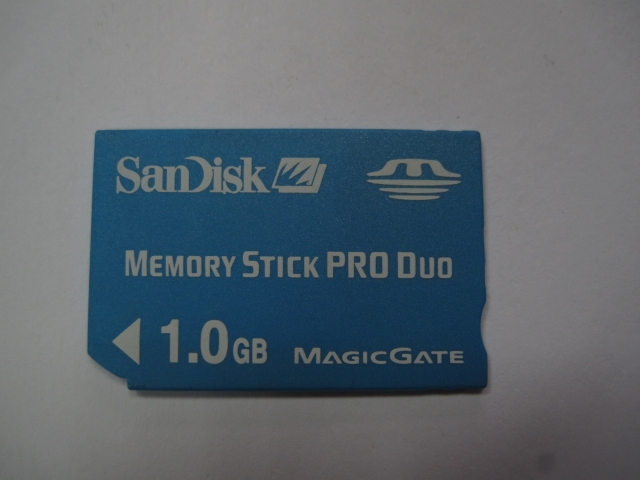 SanDisk
MEMORY STICK PRO DUO
1.0GB MAGICGATE